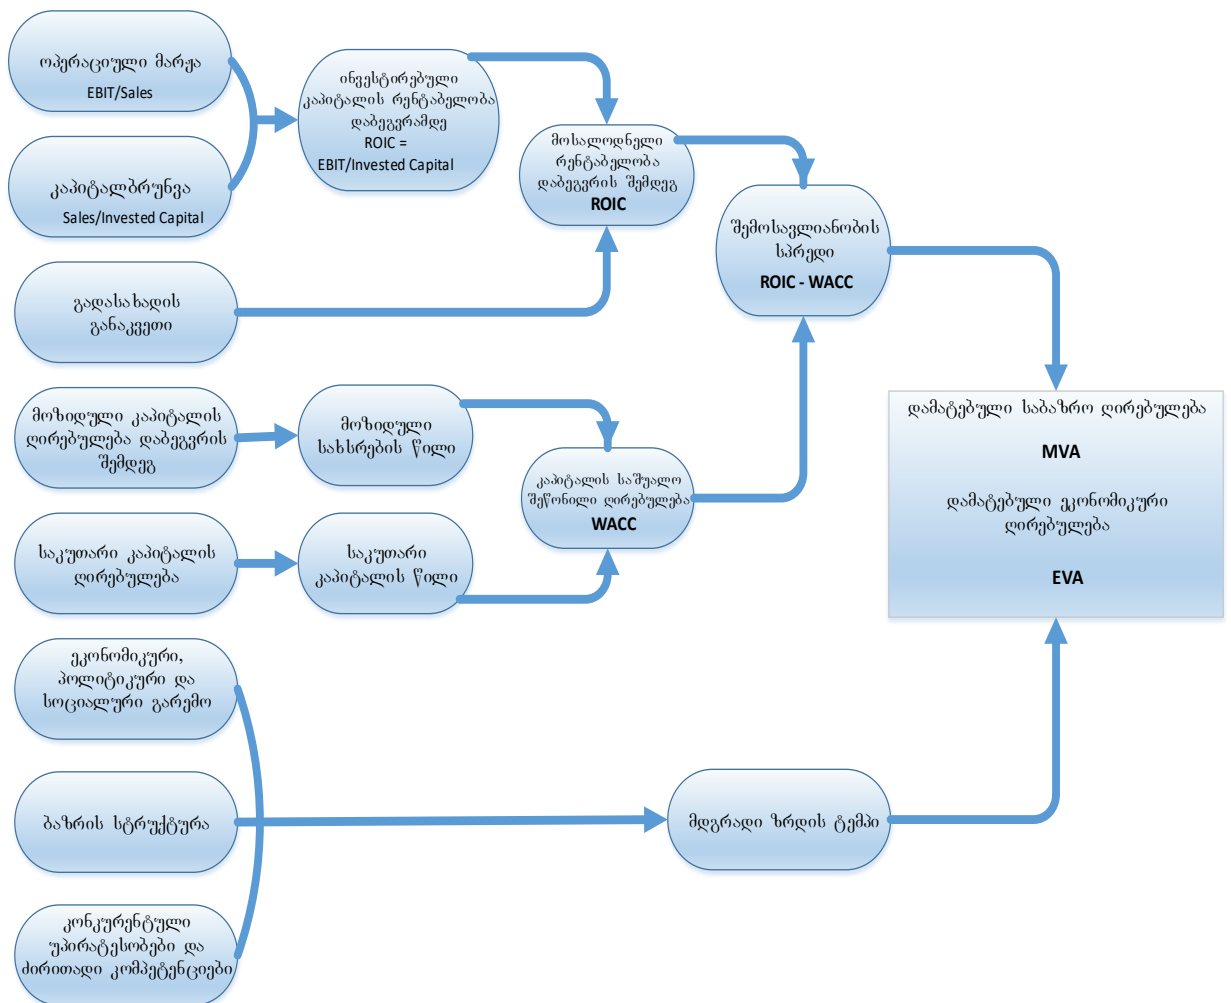 ოპერაციული მარჟა
EBIT/Sales
კაპიტალბრუნვა
Sales/Invested Capital
გადასახადის
განაკვეთი
ინვესტირებული
კაპიტალის რენტაბელობა
დაბეგვრამდე
ROIC =
EBIT/Invested Capital
მოსალოდნელი
რენტაბელობა
დაბეგვრის შემდეგ
ROIC
შემოსავლიანობის
სპრედი
ROIC - WACC
მოზიდული კაპიტალის
ღირებულება დაბეგვრის
შემდეგ
მოზიდული
სახსრების წილი
საკუთარი კაპიტალის
ღირებულება
საკუთარი
კაპიტალის წილი
კაპიტალის საშუალო
შეწონილი ღირებულება
WACC
დამატებული საბაზრო ღირებულება
MVA
დამატებული ეკონომიკური
ღირებულება
EVA
ეკონომიკური,
პოლიტიკური და
სოციალური გარემო
ბაზრის სტრუქტურა
კონკურენტული
უპირატესობები და
ძირითადი კომპეტენციები
მდგრადი ზრდის ტემპი